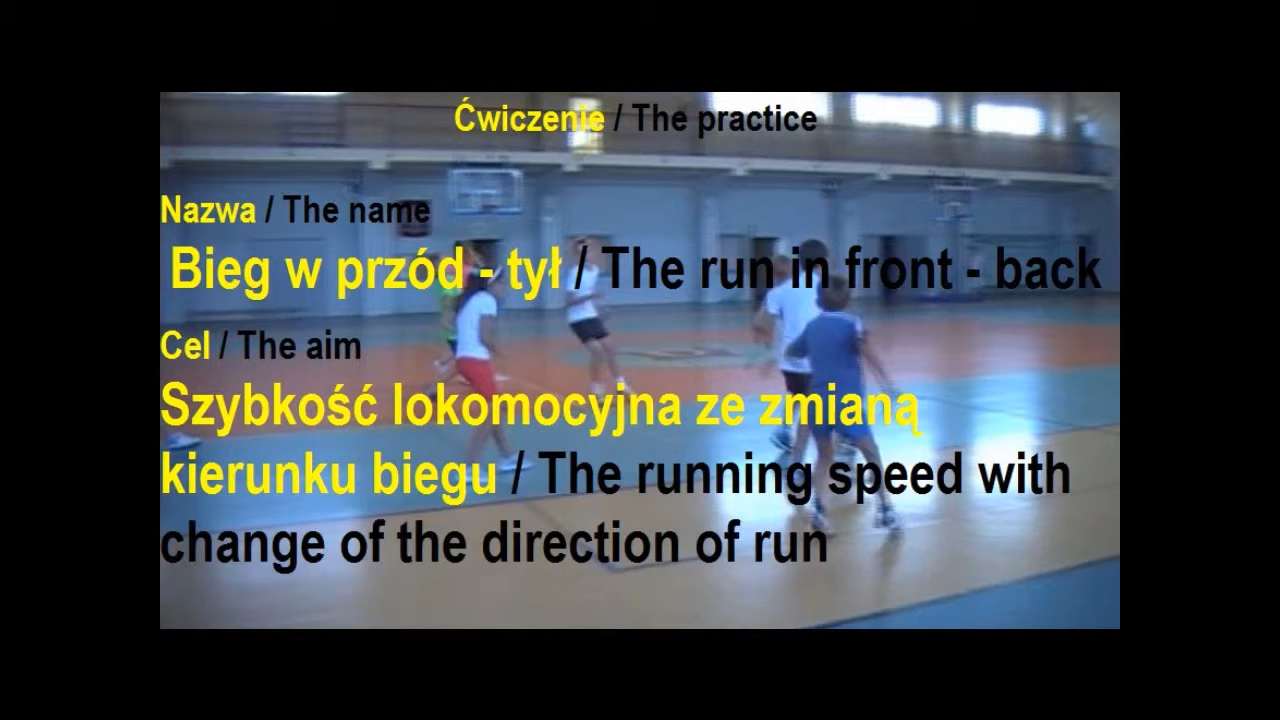 Ćwiczenie / The practice
Nazwa / The name
Bieg w przód - tył / The run in front - back
Cel / The aim
Szybkość lokomocyjna ze zmianą
kierunku biegu / The running speed with
change of the direction of run